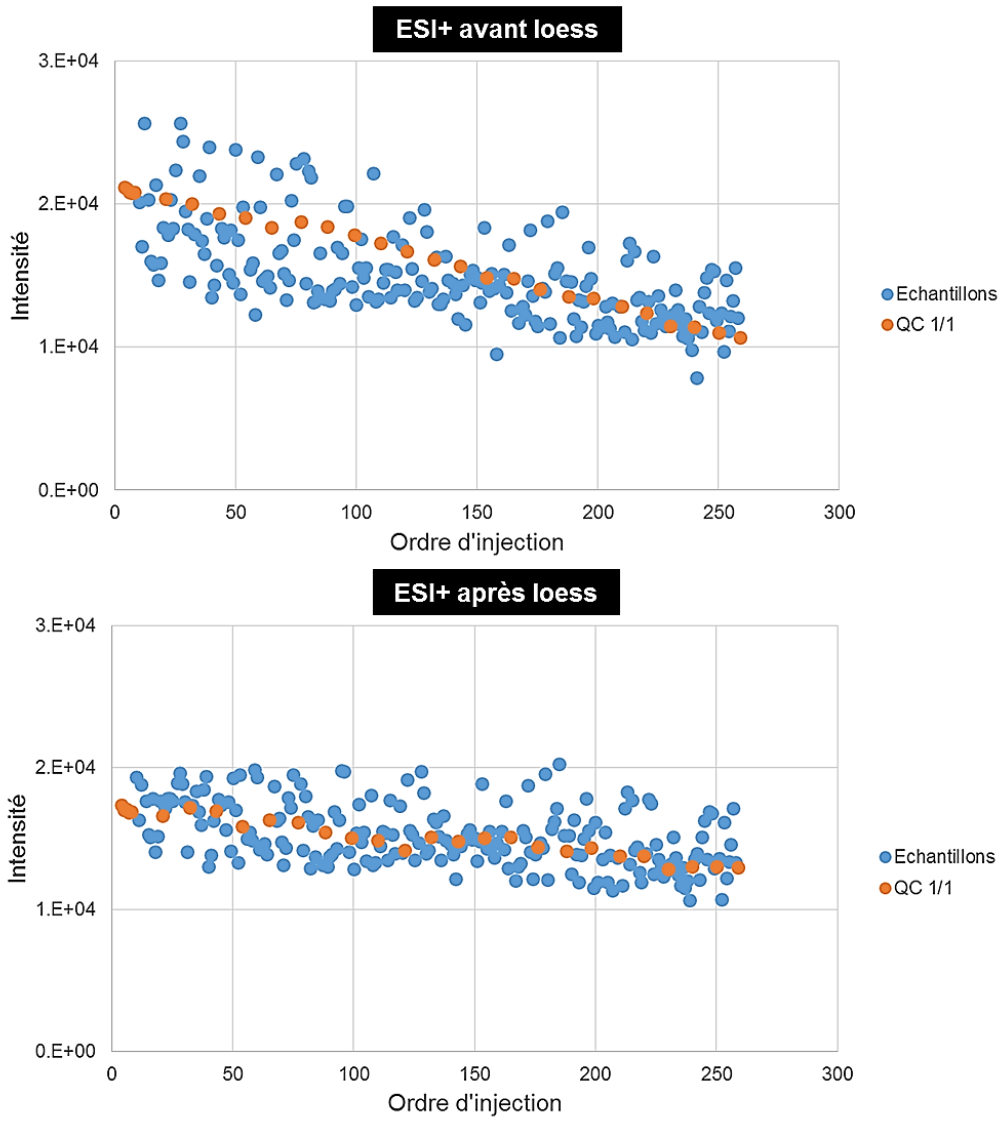 ESI+ avant loess
3.E+04
2.E+04
1.E+04
0.E+00
Intensité
0 50 100 150 200 250 300
Ordre d'injection
Echantillons
QC 1/1
ESI+ après loess
3.E+04
2.E+04
1.E+04
0.E+00
Intensité
0 50 100 150 200 250 300
Ordre d'injection
Echantillons
QC 1/1